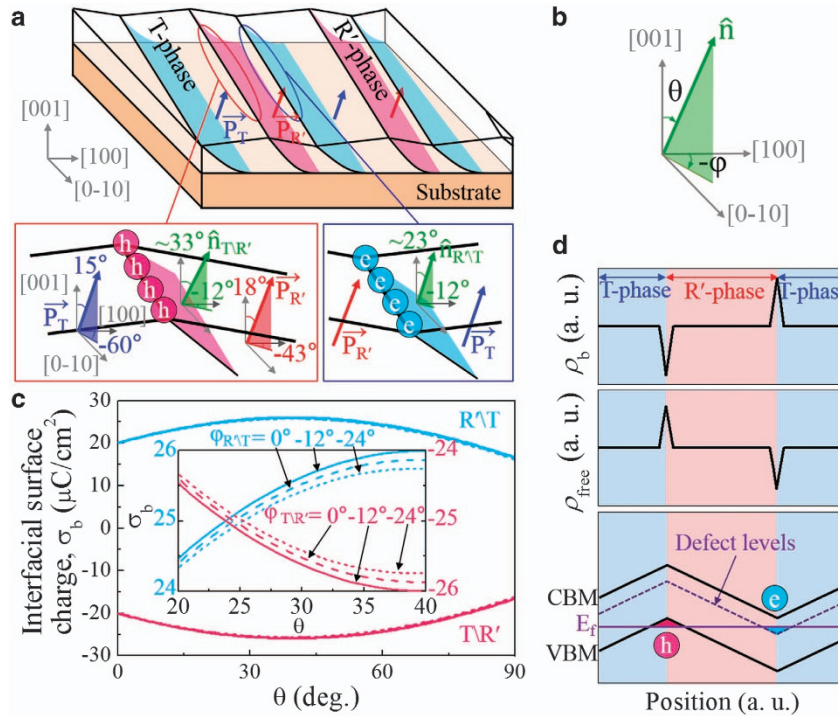 a
T-phase
R′-phase
P_T
P_R′
[001]
[100]
[0-10]
Substrate
b
[001]
n̂
θ
-φ
[100]
[0-10]
h
h
h
h
~33° n̂_T\R′
[001]
15°
-12°
18°
P_R′
P_T
[100]
-60°
[0-10]
-43°
e
e
e
e
~23° n̂_R′\T
-12°
P_R′
P_T
c
Interfacial surface
charge, σ_b (μC/cm²)
30
20
10
0
-10
-20
-30
R′\T
T\R′
0
30
60
90
θ (deg.)
σ_b
26
25
24
-24
-25
-26
φ_R′\T = 0° -12° -24°
φ_T\R′ = 0° -12° -24°
20
25
30
35
40
θ
d
T-phase
R′-phase
T-phase
ρ_b (a. u.)
ρ_free (a. u.)
Defect levels
CBM
E_f
VBM
e
h
Position (a. u.)